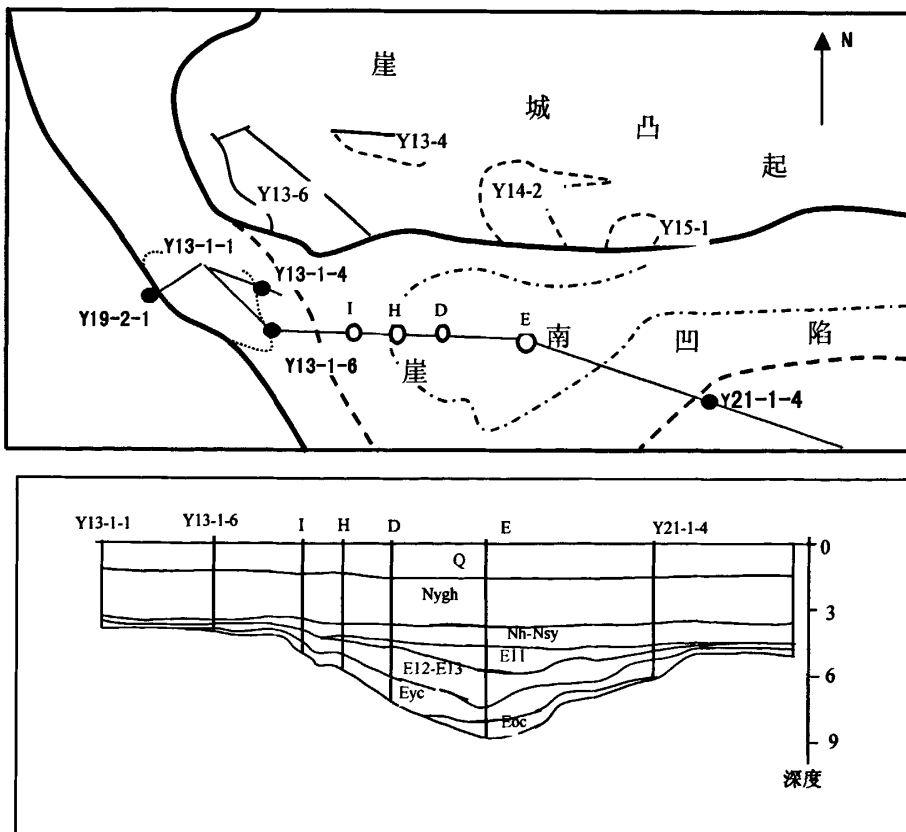 N
崖
城
凸
起
Y13-4
Y13-6
Y14-2
Y15-1
Y13-1-1
Y13-1-4
Y19-2-1
I
H
D
E
南
凹
陷
崖
Y13-1-6
Y21-1-4
Y13-1-1
Y13-1-6
I
H
D
E
Y21-1-4
0
Q
Nygh
3
Nh-Nsy
E11
E12-E13
6
Eyc
Eoc
9
深度